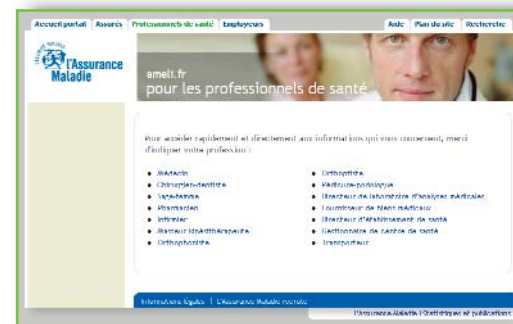 Accueil portail Assurés Professionnels de santé Employeurs Aide Plan du site Recherche
SÉCURITÉ SOCIALE
l'Assurance
Maladie
ameli.fr
pour les professionnels de santé
Pour accéder rapidement et directement aux informations qui vous concernent, merci
d'indiquer votre profession :
Médecin
Chirurgien-dentiste
Sage-femme
Pharmacien
Infirmier
Masseur kinésithérapeute
Orthophoniste
Orthoptiste
Pédicure-podologue
Directeur de laboratoire d'analyses médicales
Fournisseur de biens médicaux
Directeur d'établissement de santé
Gestionnaire de centre de santé
Transporteur
Informations légales | L'Assurance Maladie recrute
l'Assurance Maladie | Statistiques et publications